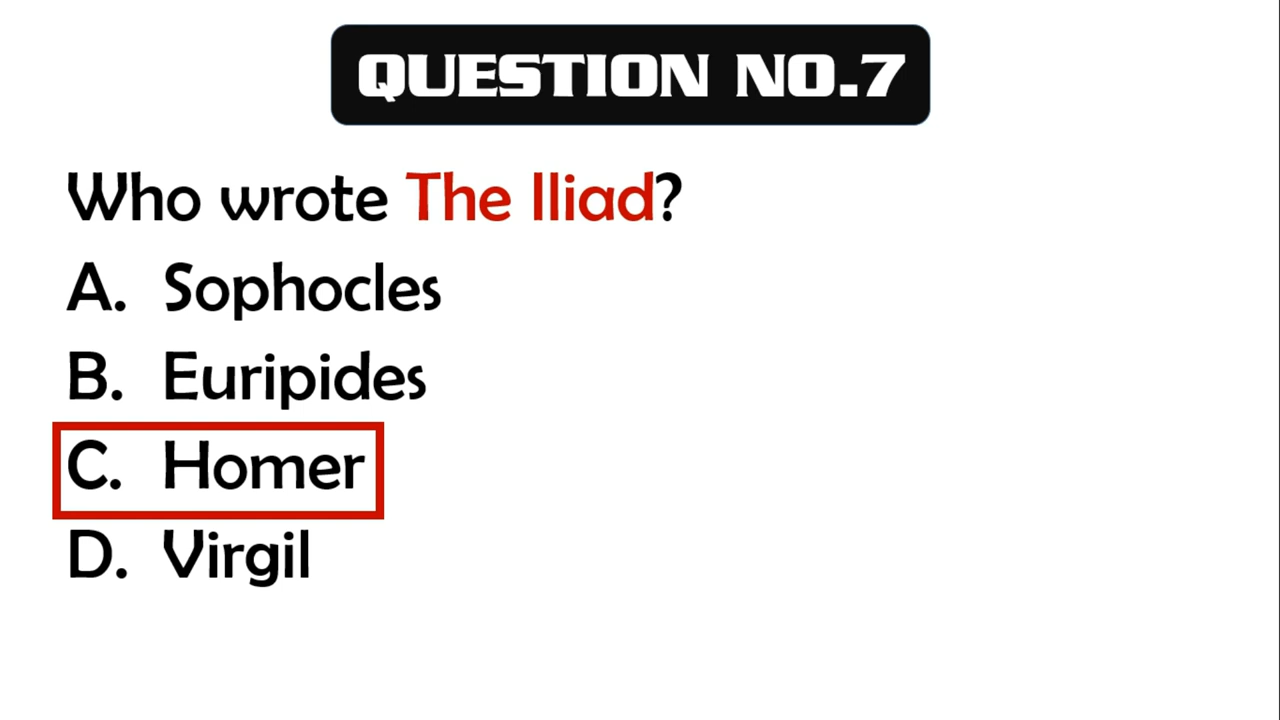 QUESTION NO.7
Who wrote The Iliad?
A. Sophocles
B. Euripides
C. Homer
D. Virgil